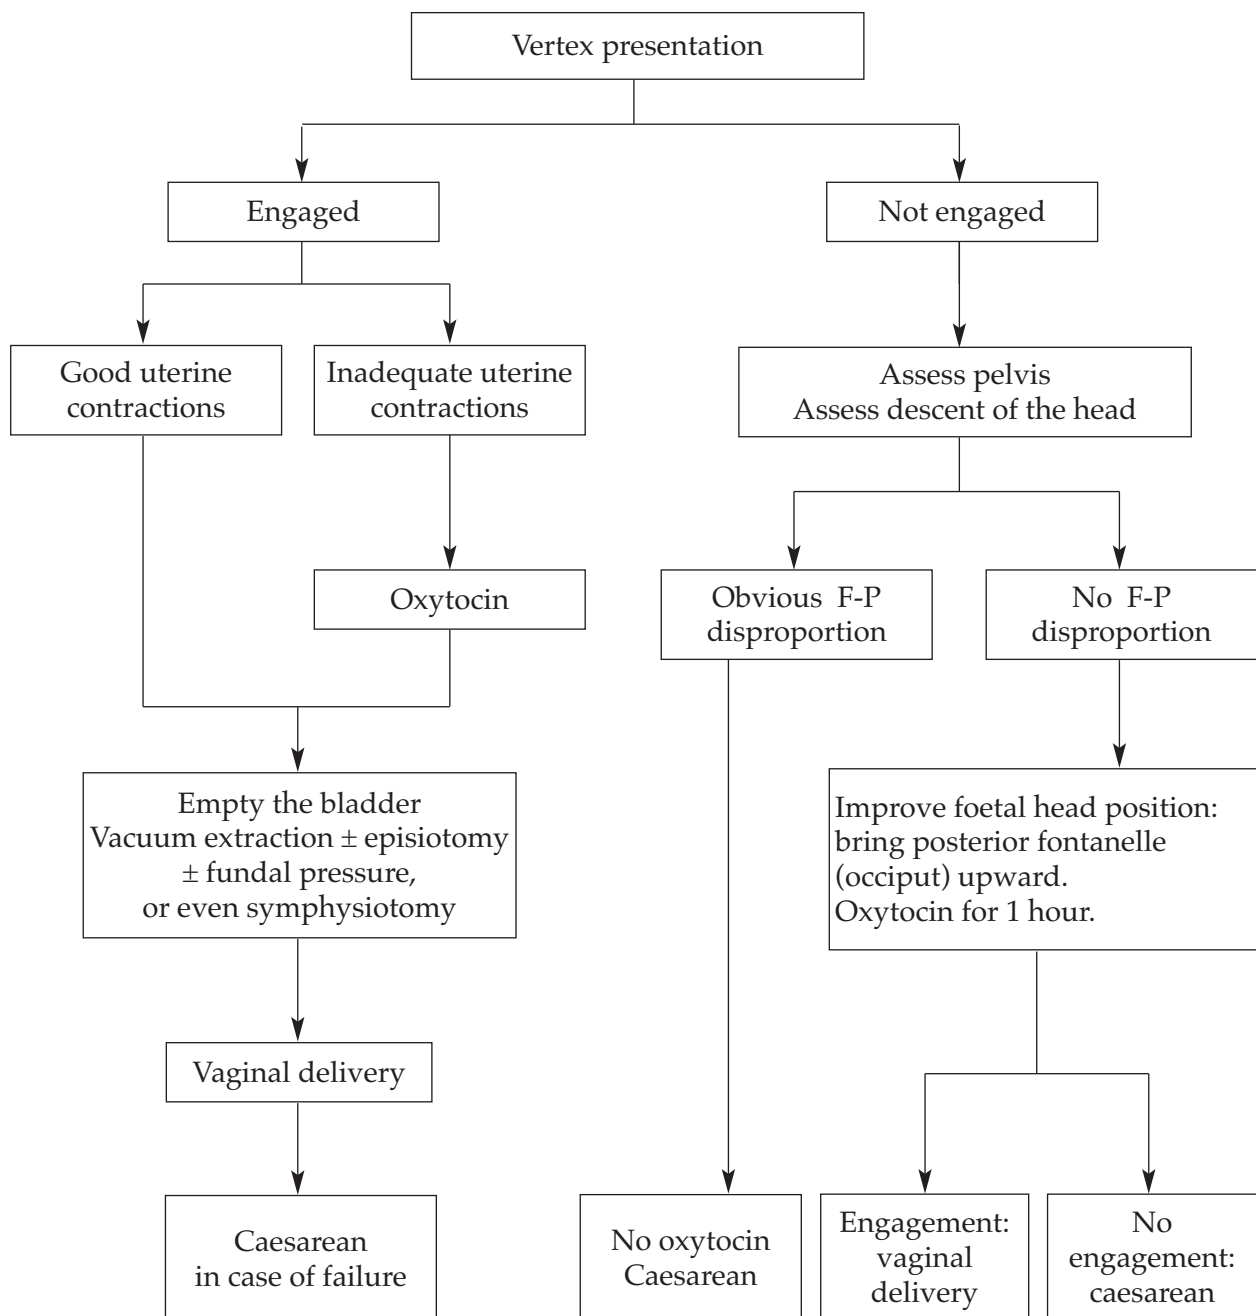 Vertex presentation
Engaged
Not engaged
Good uterine
contractions
Inadequate uterine
contractions
Assess pelvis
Assess descent of the head
Oxytocin
Obvious F-P
disproportion
No F-P
disproportion
Empty the bladder
Vacuum extraction ± episiotomy
± fundal pressure,
or even symphysiotomy
Improve foetal head position:
bring posterior fontanelle
(occiput) upward.
Oxytocin for 1 hour.
Vaginal delivery
Caesarean
in case of failure
No oxytocin
Caesarean
Engagement:
vaginal
delivery
No
engagement:
caesarean